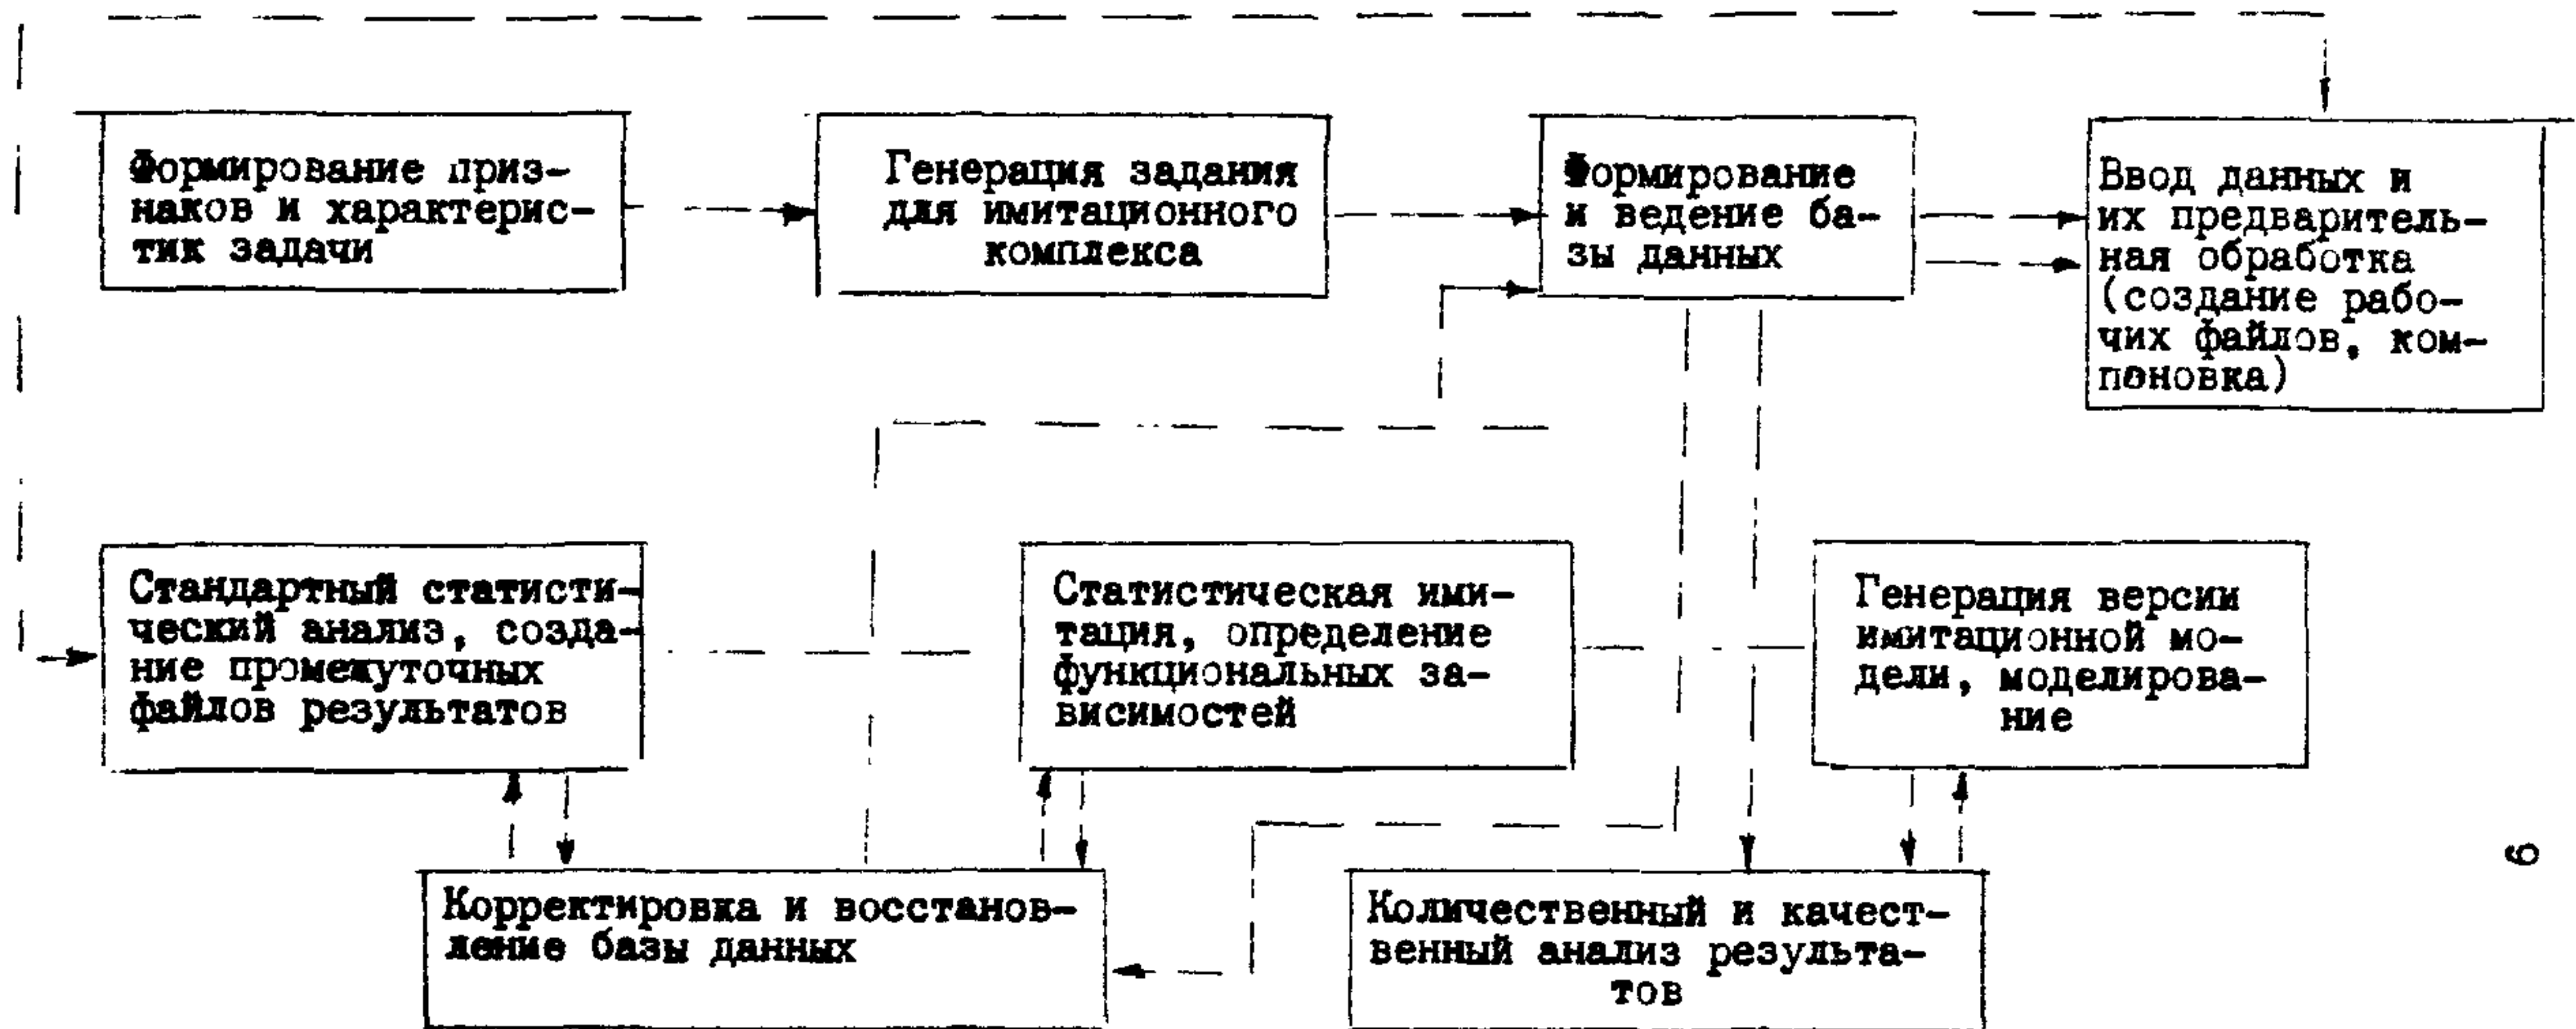 Формирование приз-
наков и характерис-
тик задачи
Генерация задания
для имитационного
комплекса
Формирование
и ведение ба-
зы данных
Ввод данных и
их предваритель-
ная обработка
(создание рабо-
чих файлов, ком-
поновка)
Стандартный статисти-
ческий анализ, созда-
ние промежуточных
файлов результатов
Статистическая ими-
тация, определение
функциональных за-
висимостей
Генерация версии
имитационной мо-
дели, моделирова-
ние
Корректировка и восстанов-
ление базы данных
Количественный и качест-
венный анализ результа-
тов
9